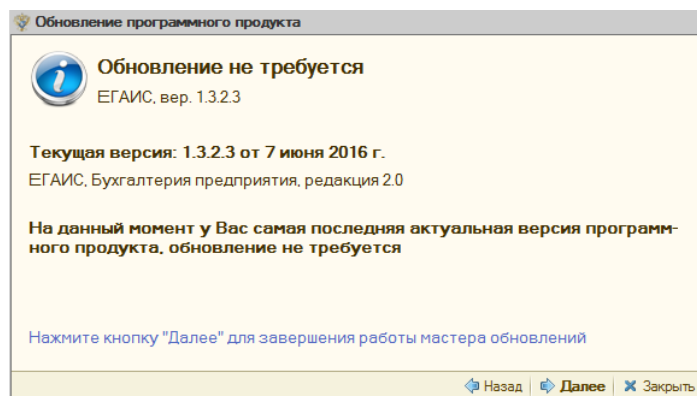 Обновление программного продукта
Обновление не требуется
ЕГАИС, вер. 1.3.2.3
Текущая версия: 1.3.2.3 от 7 июня 2016 г.
ЕГАИС, Бухгалтерия предприятия, редакция 2.0
На данный момент у Вас самая последняя актуальная версия программ-
ного продукта, обновление не требуется
Нажмите кнопку "Далее" для завершения работы мастера обновлений
Назад Далее Закрыть